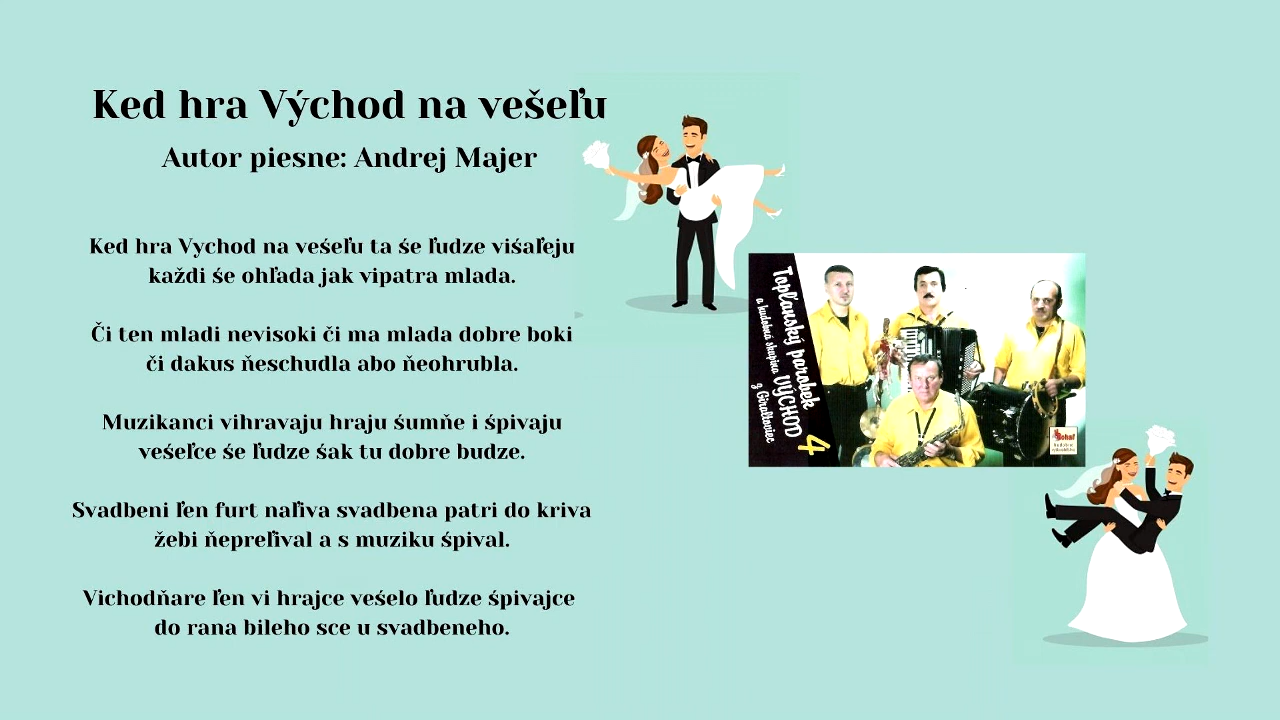 Ked hra Východ na vešeľu
Autor piesne: Andrej Majer
Ked hra Vychod na veśeľu ta śe ľudze viśaľeju
každi śe ohľada jak vipatra mlada.
Či ten mladi nevisoki či ma mlada dobre boki
či dakus ňeschudla abo ňeohrubla.
Muzikanci vihravaju hraju śumňe i śpivaju
veśeľce śe ľudze śak tu dobre budze.
Svadbeni ľen furt naľiva svadbena patri do kriva
žebi ňepreľival a s muziku śpival.
Vichodňare ľen vi hrajce veśelo ľudze śpivajce
do rana bileho sce u svadbeneho.
Topľanský parobek
a hudobná skupina VÝCHOD
z Giraltoviec
4